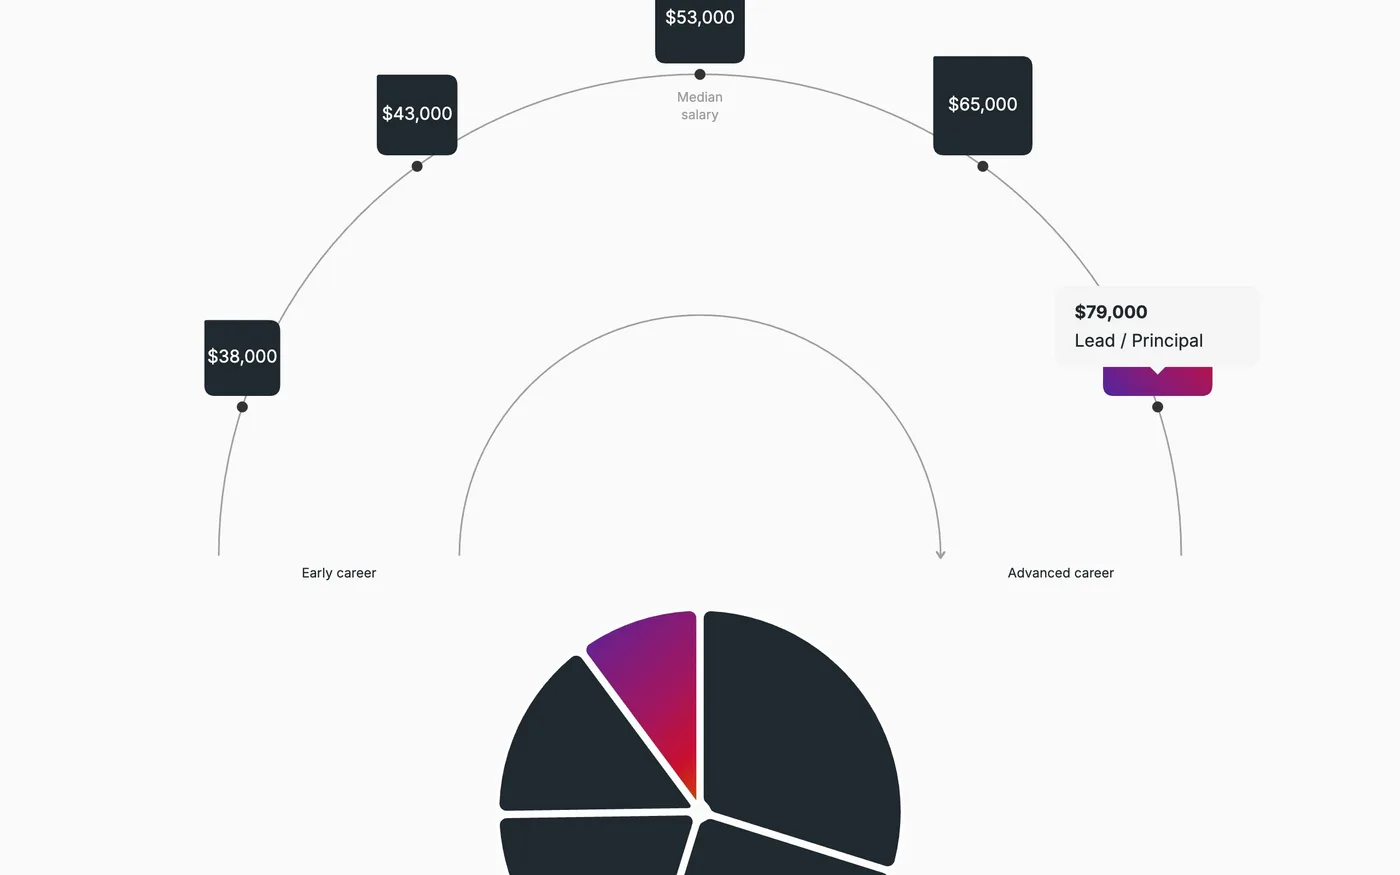 $53,000
$43,000
Median
salary
$65,000
$79,000
Lead / Principal
$38,000
Early career
Advanced career